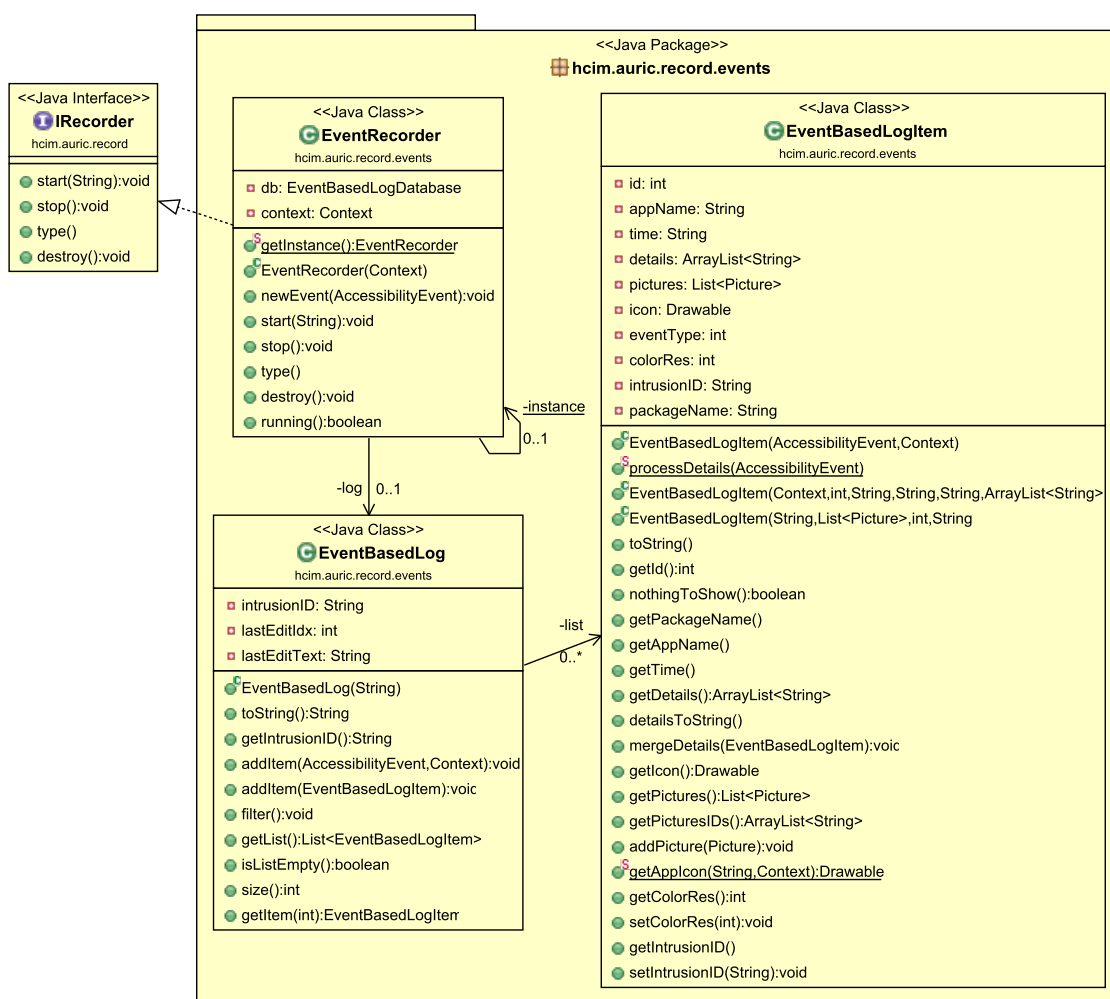 <<Java Package>>
hcim.auric.record.events
<<Java Interface>>
IRecorder
hcim.auric.record
start(String):void
stop():void
type()
destroy():void
<<Java Class>>
EventRecorder
hcim.auric.record.events
db: EventBasedLogDatabase
context: Context
getInstance():EventRecorder
EventRecorder(Context)
newEvent(AccessibilityEvent):void
start(String):void
stop():void
type()
destroy():void
running():boolean
-instance
0..1
-log
0..1
<<Java Class>>
EventBasedLog
hcim.auric.record.events
intrusionID: String
lastEditIdx: int
lastEditText: String
EventBasedLog(String)
toString():String
getIntrusionID():String
addItem(AccessibilityEvent,Context):void
addItem(EventBasedLogItem):void
filter():void
getList():List<EventBasedLogItem>
isListEmpty():boolean
size():int
getItem(int):EventBasedLogItem
-list
0..*
<<Java Class>>
EventBasedLogItem
hcim.auric.record.events
id: int
appName: String
time: String
details: ArrayList<String>
pictures: List<Picture>
icon: Drawable
eventType: int
colorRes: int
intrusionID: String
packageName: String
EventBasedLogItem(AccessibilityEvent,Context)
processDetails(AccessibilityEvent)
EventBasedLogItem(Context,int,String,String,String,ArrayList<String>
EventBasedLogItem(String,List<Picture>,int,String
toString()
getId():int
nothingToShow():boolean
getPackageName()
getAppName()
getTime()
getDetails():ArrayList<String>
detailsToString()
mergeDetails(EventBasedLogItem):void
getIcon():Drawable
getPictures():List<Picture>
getPicturesIDs():ArrayList<String>
addPicture(Picture):void
getAppIcon(String,Context):Drawable
getColorRes():int
setColorRes(int):void
getIntrusionID()
setIntrusionID(String):void